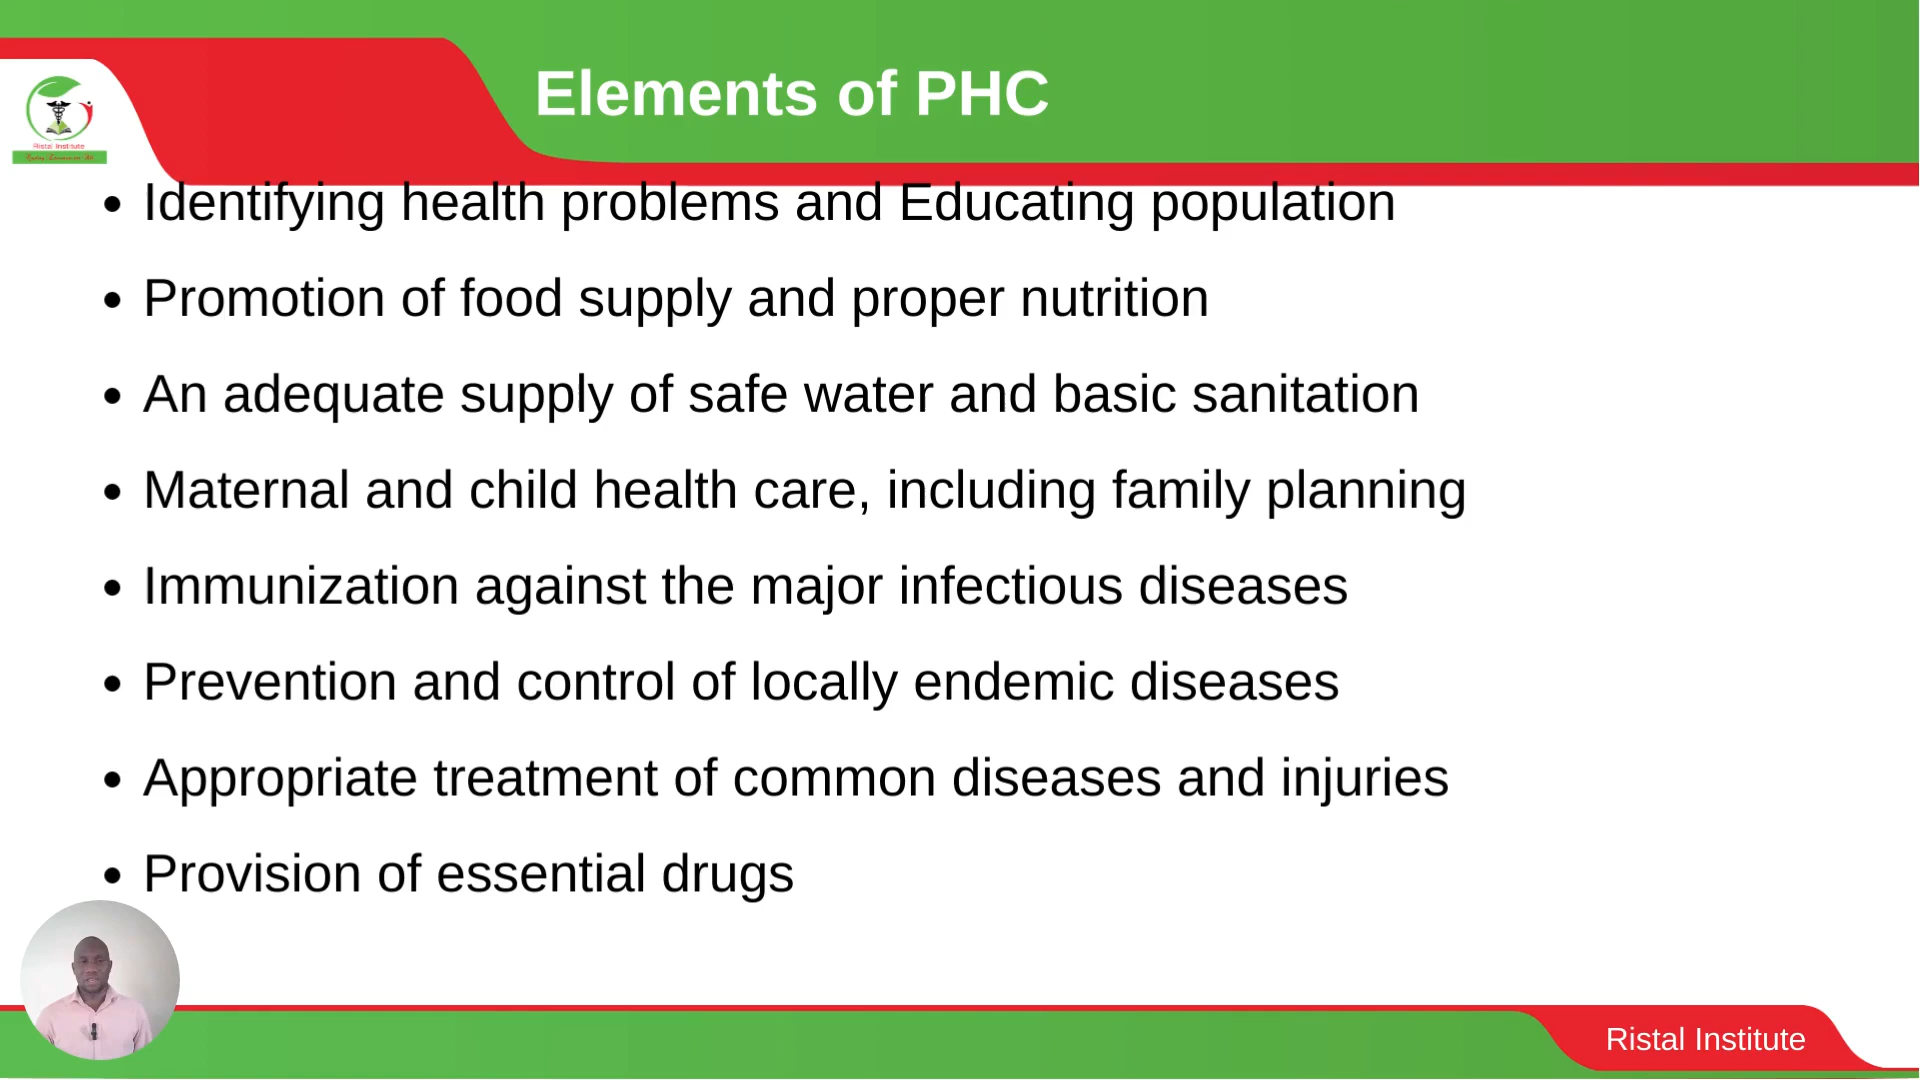 Elements of PHC
Ristal Institute
• Identifying health problems and Educating population
• Promotion of food supply and proper nutrition
• An adequate supply of safe water and basic sanitation
• Maternal and child health care, including family planning
• Immunization against the major infectious diseases
• Prevention and control of locally endemic diseases
• Appropriate treatment of common diseases and injuries
• Provision of essential drugs
Ristal Institute